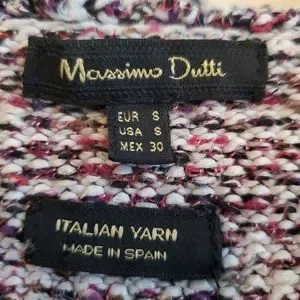 Massimo Dutti
EUR S
USA S
MEX 30
ITALIAN YARN
MADE IN SPAIN